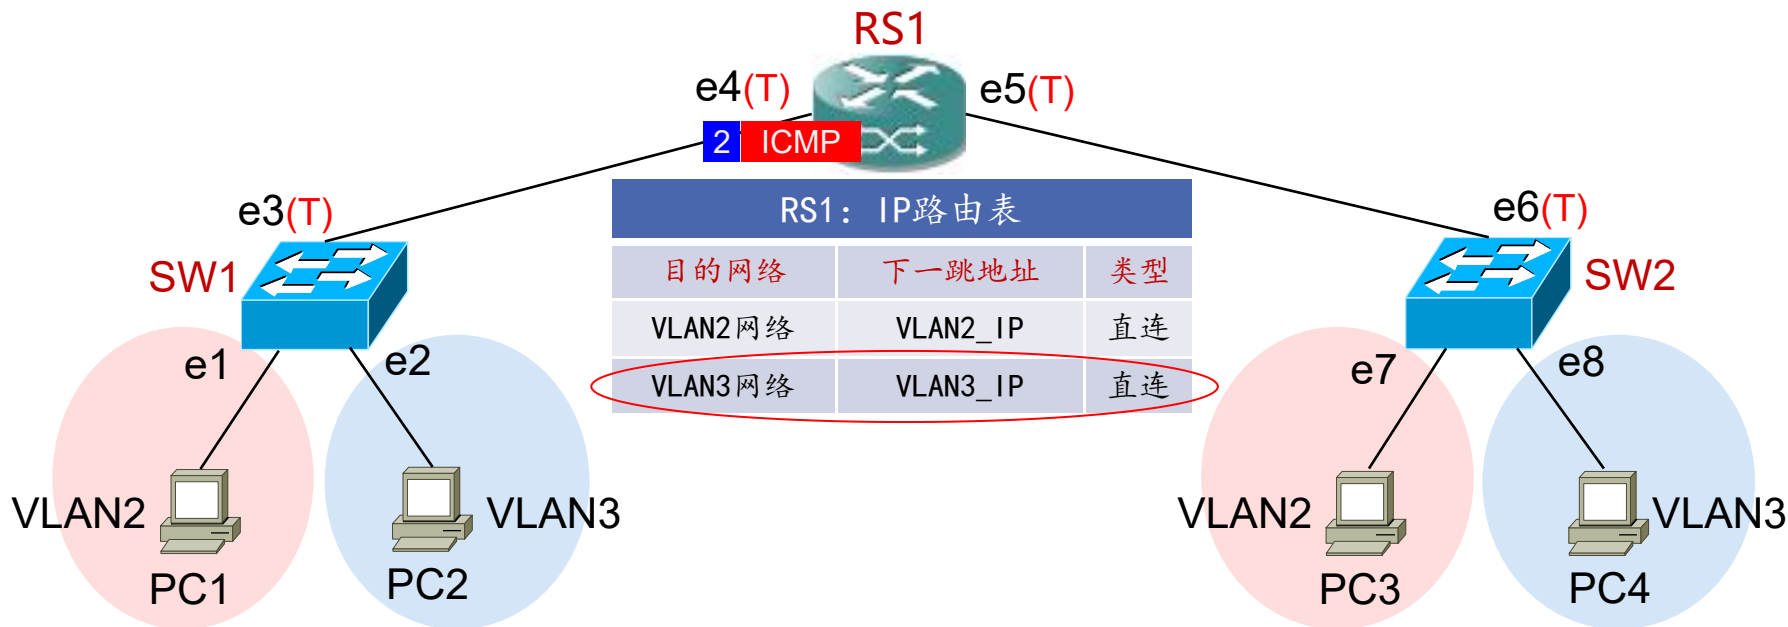 RS1
e4(T)
e5(T)
2 ICMP
e3(T)
e6(T)
RS1: IP路由表
SW1
SW2
目的网络 下一跳地址 类型
VLAN2网络 VLAN2_IP 直连
VLAN3网络 VLAN3_IP 直连
e1
e2
e7
e8
VLAN2
VLAN3
VLAN2
VLAN3
PC1
PC2
PC3
PC4